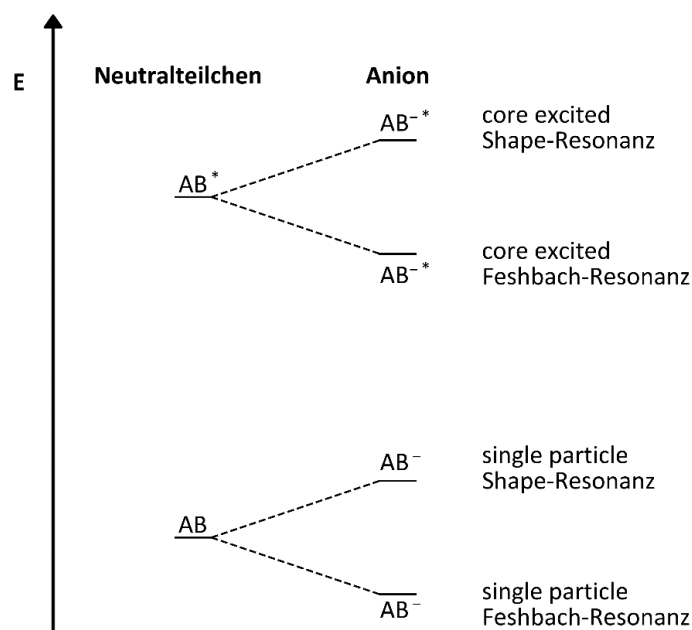 E
Neutralteilchen
Anion
AB⁻*
core excited
Shape-Resonanz
AB*
core excited
AB⁻*
Feshbach-Resonanz
AB⁻
single particle
Shape-Resonanz
AB
single particle
AB⁻
Feshbach-Resonanz